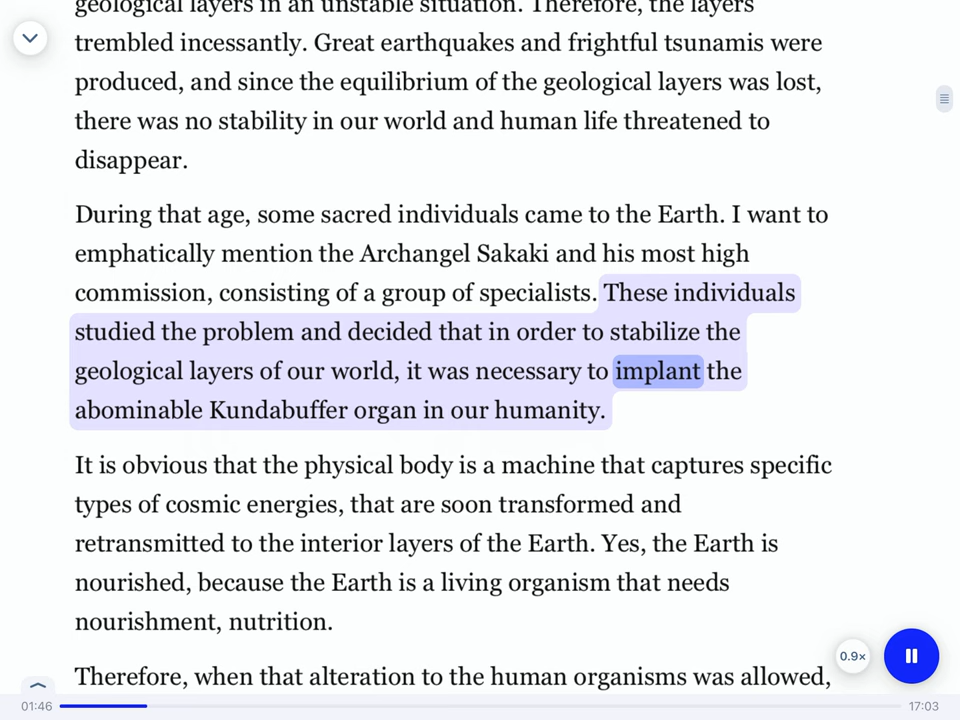 geological layers in an unstable situation. Therefore, the layers
trembled incessantly. Great earthquakes and frightful tsunamis were
produced, and since the equilibrium of the geological layers was lost,
there was no stability in our world and human life threatened to
disappear.
During that age, some sacred individuals came to the Earth. I want to
emphatically mention the Archangel Sakaki and his most high
commission, consisting of a group of specialists. These individuals
studied the problem and decided that in order to stabilize the
geological layers of our world, it was necessary to implant the
abominable Kundabuffer organ in our humanity.
It is obvious that the physical body is a machine that captures specific
types of cosmic energies, that are soon transformed and
retransmitted to the interior layers of the Earth. Yes, the Earth is
nourished, because the Earth is a living organism that needs
nourishment, nutrition.
Therefore, when that alteration to the human organisms was allowed,
0.9×
01:46
17:03